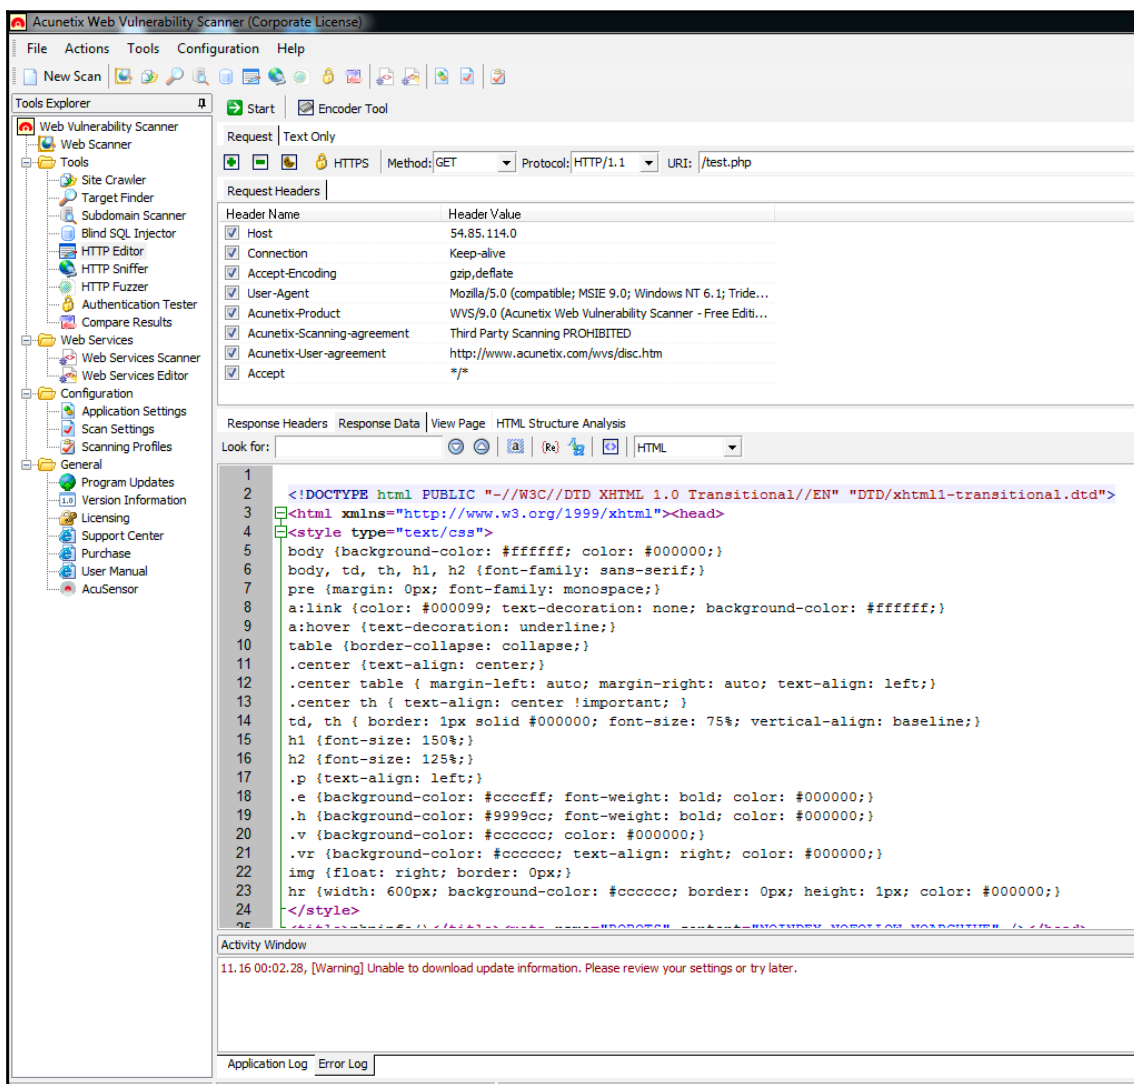 Acunetix Web Vulnerability Scanner (Corporate License)
File Actions Tools Configuration Help
New Scan
Tools Explorer
Web Vulnerability Scanner
Web Scanner
Tools
Site Crawler
Target Finder
Subdomain Scanner
Blind SQL Injector
HTTP Editor
HTTP Sniffer
HTTP Fuzzer
Authentication Tester
Compare Results
Web Services
Web Services Scanner
Web Services Editor
Configuration
Application Settings
Scan Settings
Scanning Profiles
General
Program Updates
1.0 Version Information
Licensing
Support Center
Purchase
User Manual
AcuSensor
Start Encoder Tool
Request Text Only
HTTPS Method: GET Protocol: HTTP/1.1 URI: /test.php
Request Headers
Header Name Header Value
Host 54.85.114.0
Connection Keep-alive
Accept-Encoding gzip,deflate
User-Agent Mozilla/5.0 (compatible; MSIE 9.0; Windows NT 6.1; Tride...
Acunetix-Product WVS/9.0 (Acunetix Web Vulnerability Scanner - Free Editi...
Acunetix-Scanning-agreement Third Party Scanning PROHIBITED
Acunetix-User-agreement http://www.acunetix.com/wvs/disc.htm
Accept */*
Response Headers Response Data View Page HTML Structure Analysis
Look for: a {Re} HTML
1
2 <!DOCTYPE html PUBLIC "-//W3C//DTD XHTML 1.0 Transitional//EN" "DTD/xhtml1-transitional.dtd">
3 <html xmlns="http://www.w3.org/1999/xhtml"><head>
4 <style type="text/css">
5 body {background-color: #ffffff; color: #000000;}
6 body, td, th, h1, h2 {font-family: sans-serif;}
7 pre {margin: 0px; font-family: monospace;}
8 a:link {color: #000099; text-decoration: none; background-color: #ffffff;}
9 a:hover {text-decoration: underline;}
10 table {border-collapse: collapse;}
11 .center {text-align: center;}
12 .center table { margin-left: auto; margin-right: auto; text-align: left;}
13 .center th { text-align: center !important; }
14 td, th { border: 1px solid #000000; font-size: 75%; vertical-align: baseline;}
15 h1 {font-size: 150%;}
16 h2 {font-size: 125%;}
17 .p {text-align: left;}
18 .e {background-color: #ccccff; font-weight: bold; color: #000000;}
19 .h {background-color: #9999cc; font-weight: bold; color: #000000;}
20 .v {background-color: #cccccc; color: #000000;}
21 .vr {background-color: #cccccc; text-align: right; color: #000000;}
22 img {float: right; border: 0px;}
23 hr {width: 600px; background-color: #cccccc; border: 0px; height: 1px; color: #000000;}
24 </style>
Activity Window
11.16 00:02.28, [Warning] Unable to download update information. Please review your settings or try later.
Application Log Error Log